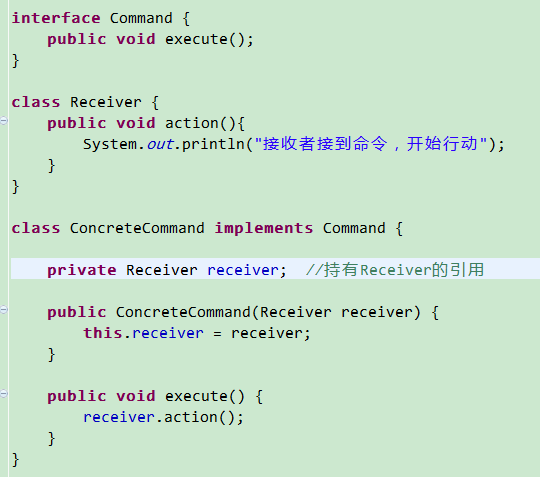 interface Command {
public void execute();
}
class Receiver {
public void action(){
System.out.println("接收者接到命令，开始行动");
}
}
class ConcreteCommand implements Command {
private Receiver receiver; //持有Receiver的引用
public ConcreteCommand(Receiver receiver) {
this.receiver = receiver;
}
public void execute() {
receiver.action();
}
}